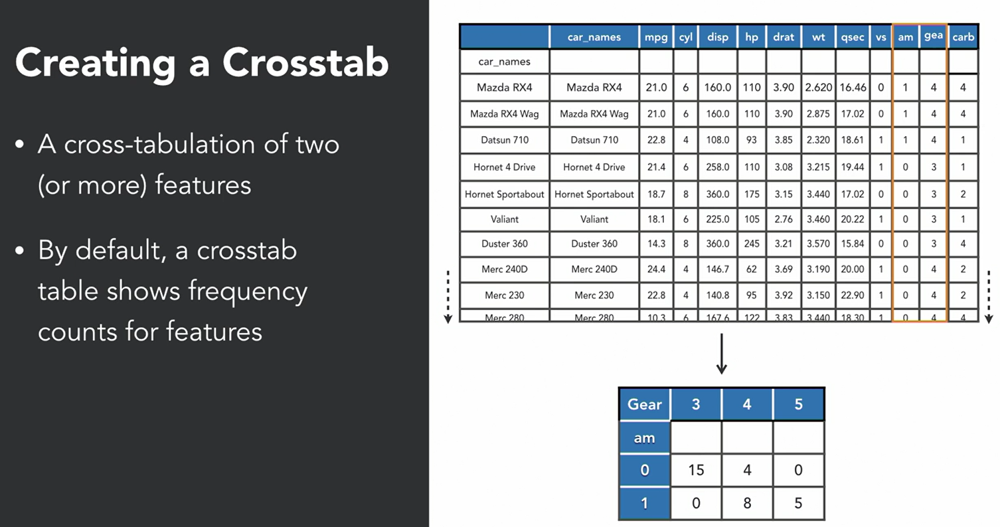 Creating a Crosstab
• A cross-tabulation of two
(or more) features
• By default, a crosstab
table shows frequency
counts for features
car_names mpg cyl disp hp drat wt qsec vs am gea carb
car_names
Mazda RX4 Mazda RX4 21.0 6 160.0 110 3.90 2.620 16.46 0 1 4 4
Mazda RX4 Wag Mazda RX4 Wag 21.0 6 160.0 110 3.90 2.875 17.02 0 1 4 4
Datsun 710 Datsun 710 22.8 4 108.0 93 3.85 2.320 18.61 1 1 4 1
Hornet 4 Drive Hornet 4 Drive 21.4 6 258.0 110 3.08 3.215 19.44 1 0 3 1
Hornet Sportabout Hornet Sportabout 18.7 8 360.0 175 3.15 3.440 17.02 0 0 3 2
Valiant Valiant 18.1 6 225.0 105 2.76 3.460 20.22 1 0 3 1
Duster 360 Duster 360 14.3 8 360.0 245 3.21 3.570 15.84 0 0 3 4
Merc 240D Merc 240D 24.4 4 146.7 62 3.69 3.190 20.00 1 0 4 2
Merc 230 Merc 230 22.8 4 140.8 95 3.92 3.150 22.90 1 0 4 2
Merc 280 Merc 280 10.3 6 167.6 122 3.83 3.440 18.30 1 0 4 4
Gear 3 4 5
am
0 15 4 0
1 0 8 5